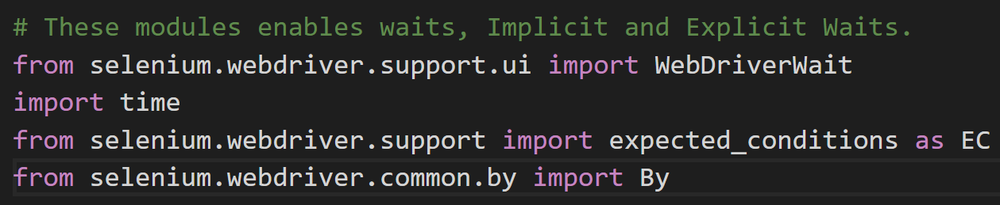 # These modules enables waits, Implicit and Explicit Waits.
from selenium.webdriver.support.ui import WebDriverWait
import time
from selenium.webdriver.support import expected_conditions as EC
from selenium.webdriver.common.by import By